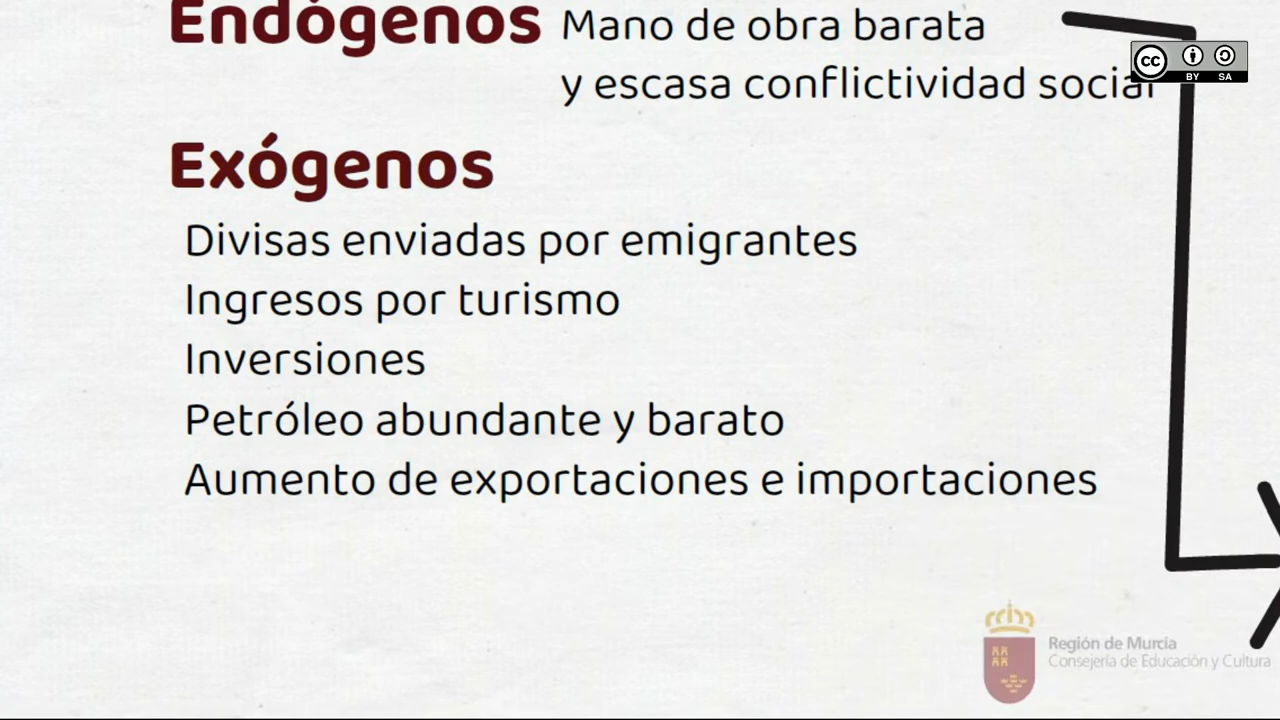 Endógenos Mano de obra barata
y escasa conflictividad social
Exógenos
Divisas enviadas por emigrantes
Ingresos por turismo
Inversiones
Petróleo abundante y barato
Aumento de exportaciones e importaciones
cc BY SA
Región de Murcia
Consejería de Educación y Cultura